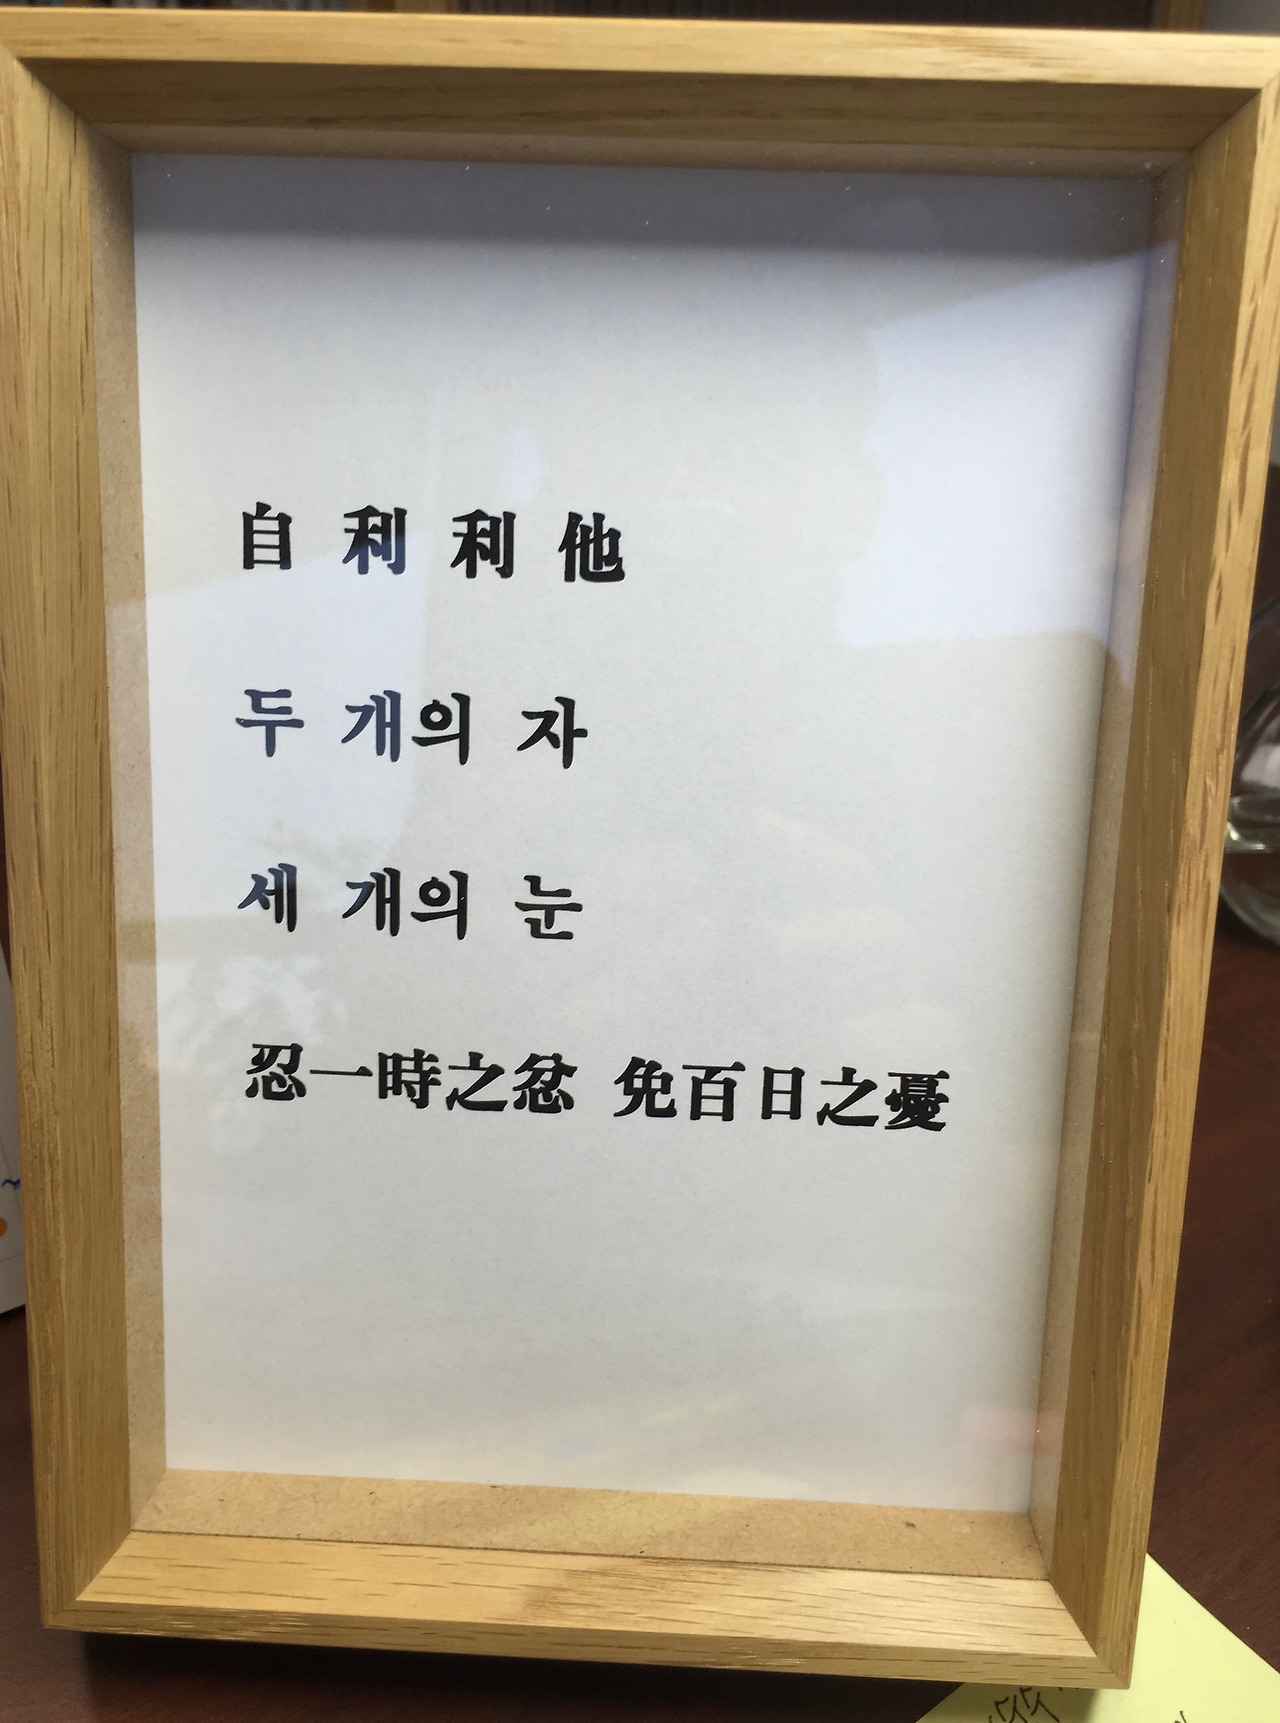 自 利 利 他
두 개의 자
세 개의 눈
忍一時之忿 免百日之憂